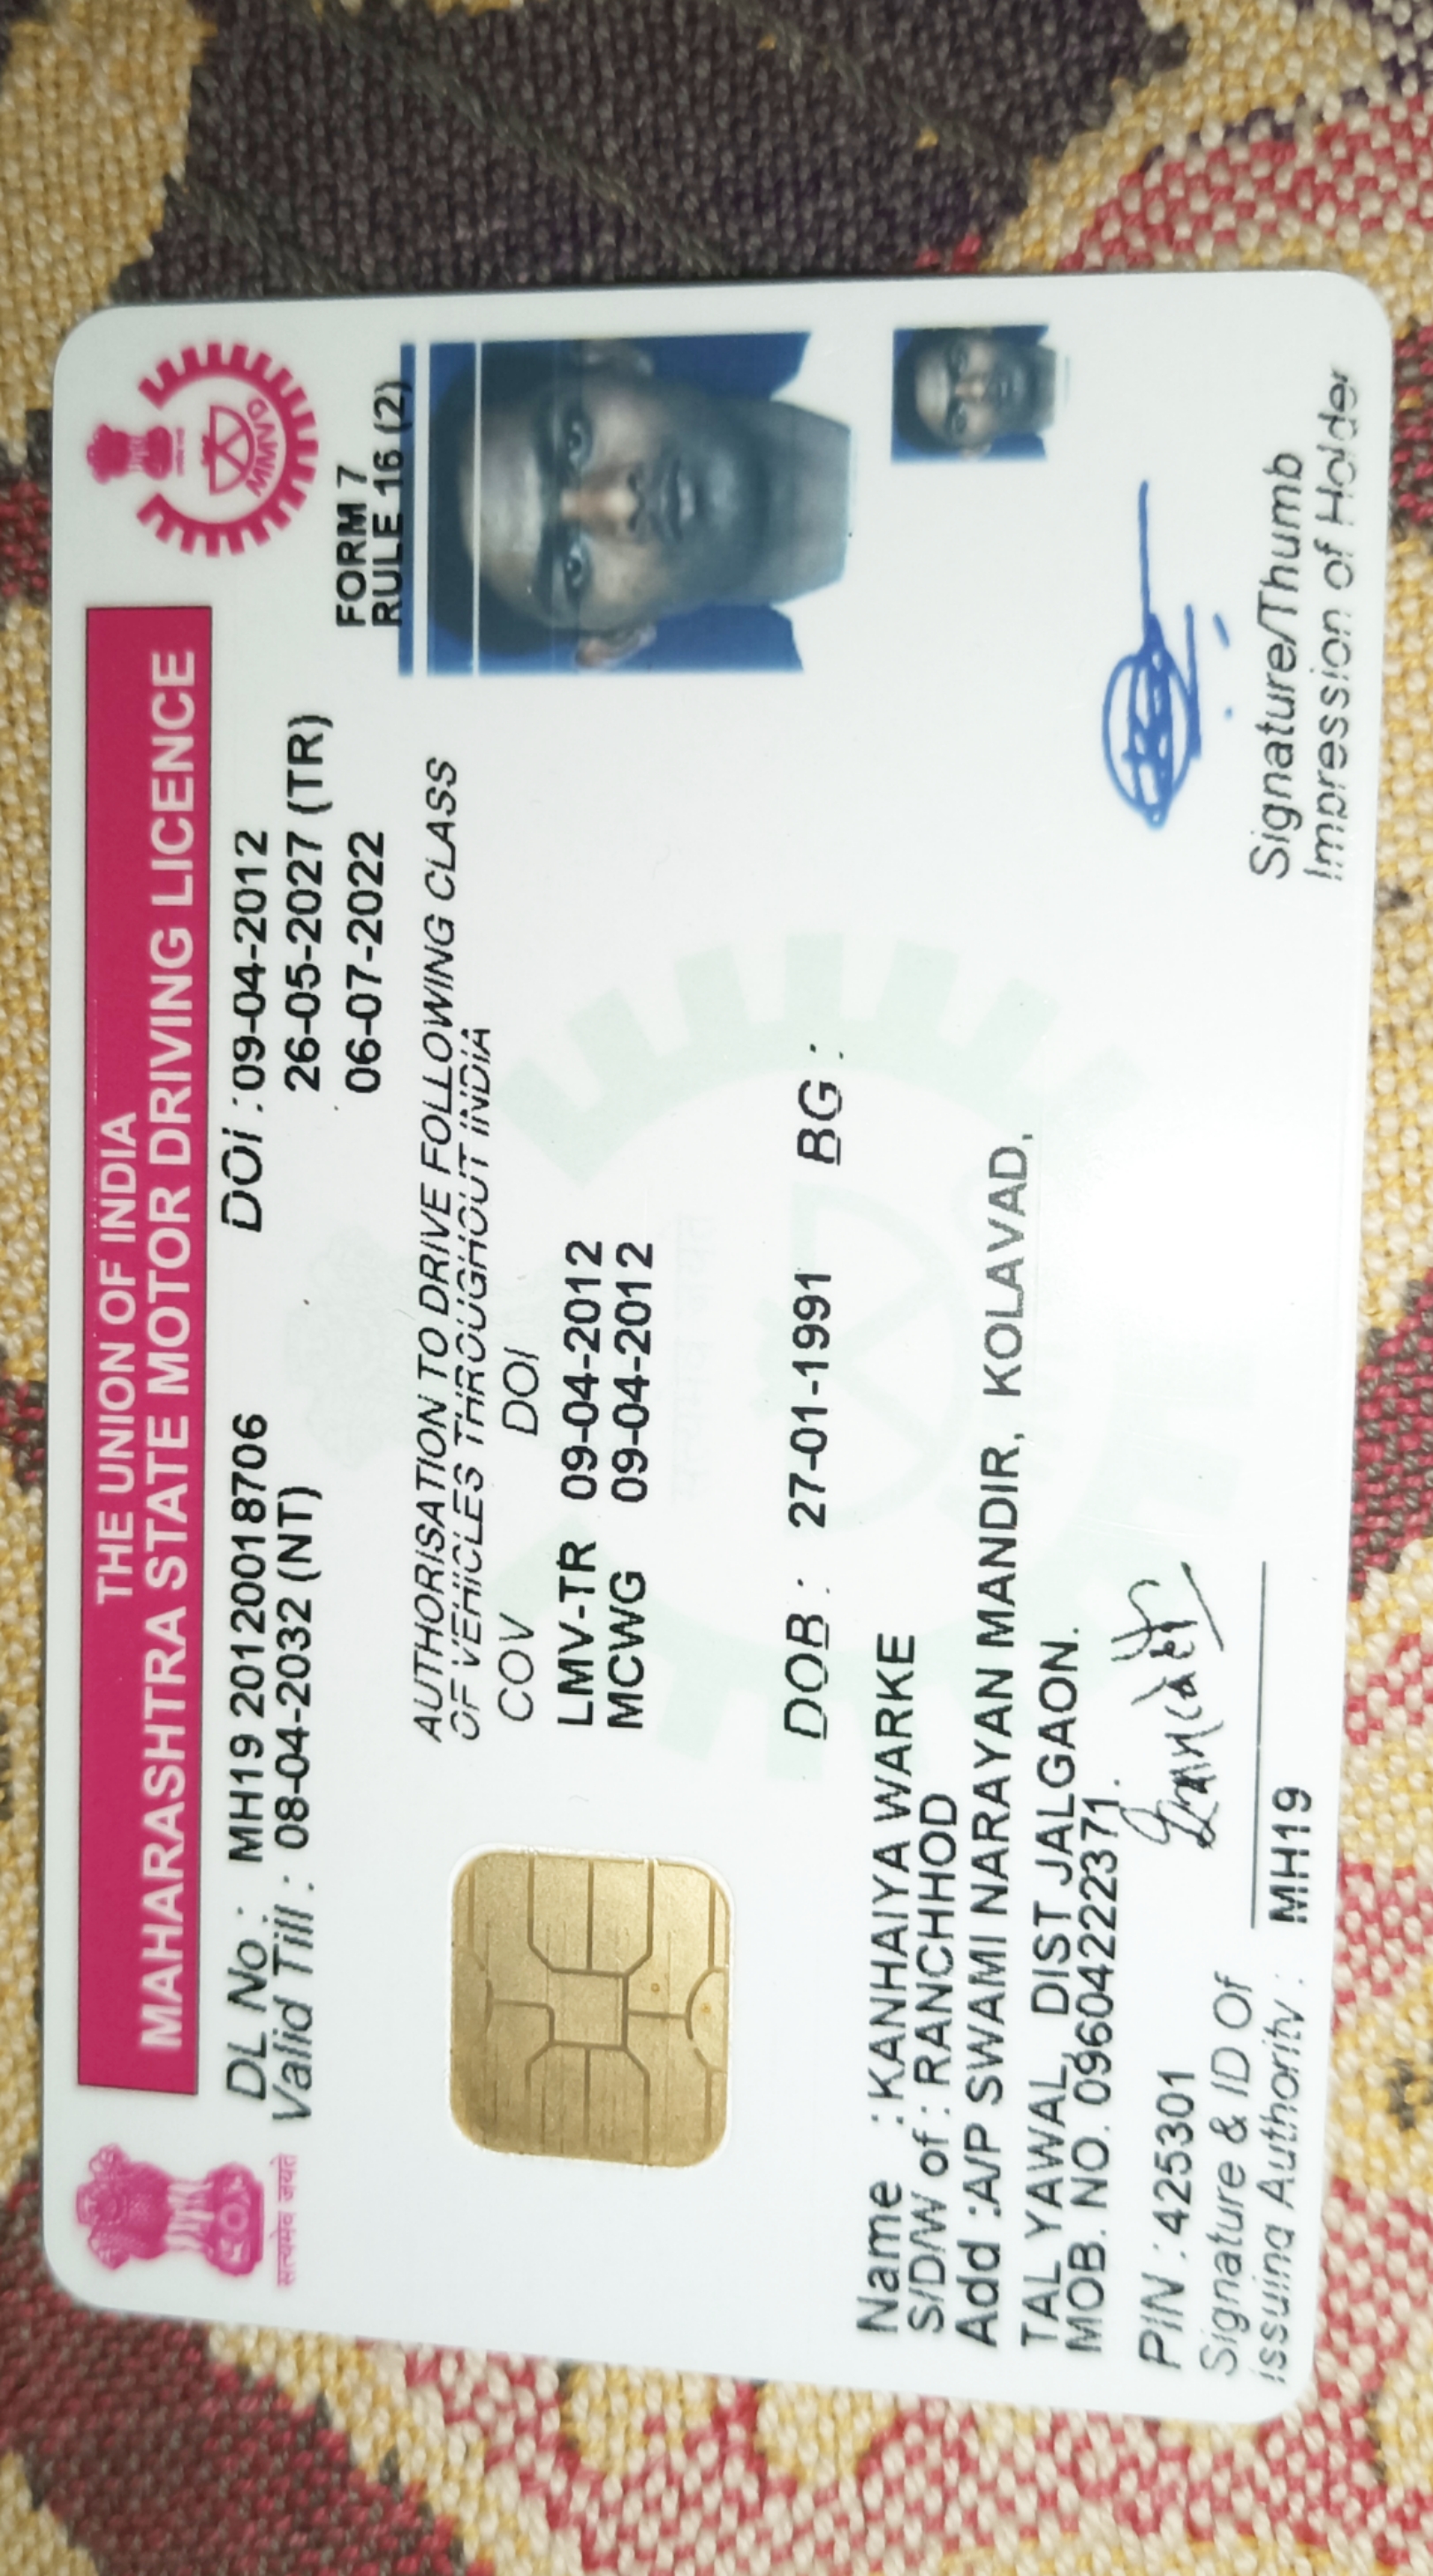 THE UNION OF INDIA
MAHARASHTRA STATE MOTOR DRIVING LICENCE
सत्यमेव जयते
MMVD
DL No : MH19 20120018706 DOI : 09-04-2012
Valid Till : 08-04-2032 (NT) 26-05-2027 (TR)
06-07-2022
FORM 7
RULE 16 (2)
AUTHORISATION TO DRIVE FOLLOWING CLASS
OF VEHICLES THROUGHOUT INDIA
COV DOI
LMV-TR 09-04-2012
MCWG 09-04-2012
DOB : 27-01-1991 BG :
Name : KANHAIYA WARKE
S/D/W of : RANCHHOD
Add :A/P SWAMI NARAYAN MANDIR, KOLAVAD,
TAL YAWAL, DIST JALGAON.
MOB. NO. 09604222371.
PIN : 425301
Signature & ID Of
Issuing Authority : MH19
Signature/Thumb
Impression of Holder